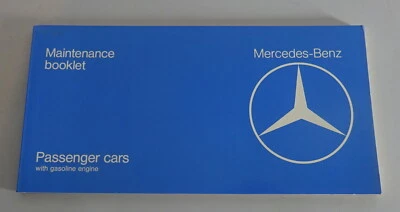 Maintenance
booklet
Mercedes-Benz
Passenger cars
with gasoline engine